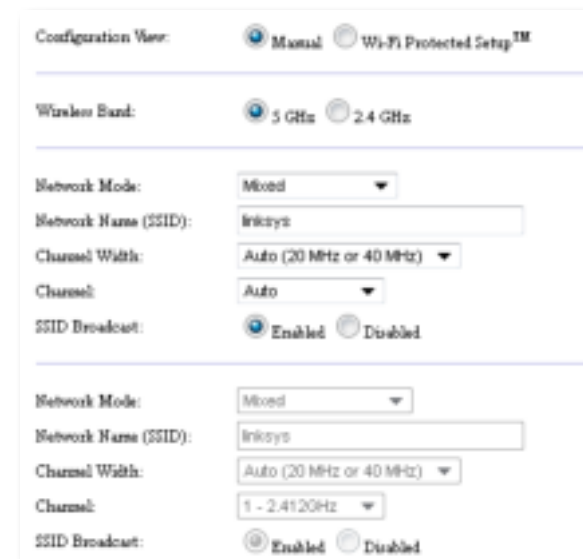 Configuration View: Manual Wi-Fi Protected Setup™
Wireless Band: 5 GHz 2.4 GHz
Network Mode: Mixed
Network Name (SSID): linksys
Channel Width: Auto (20 MHz or 40 MHz)
Channel: Auto
SSID Broadcast: Enabled Disabled
Network Mode: Mixed
Network Name (SSID): linksys
Channel Width: Auto (20 MHz or 40 MHz)
Channel: 1 - 2.412GHz
SSID Broadcast: Enabled Disabled